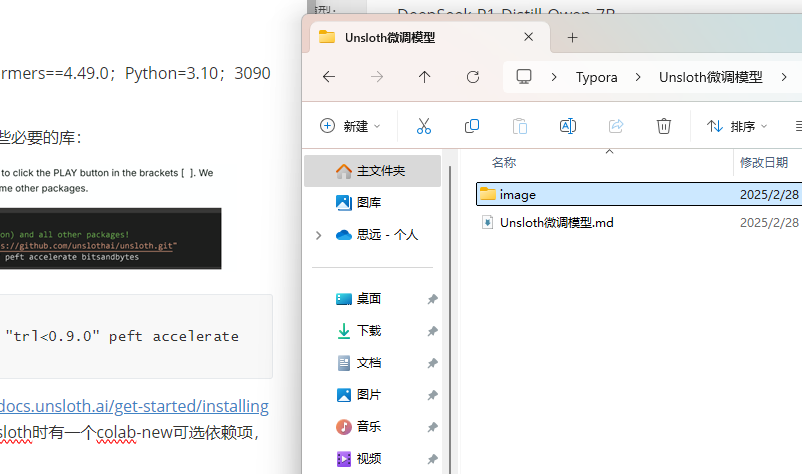 DeepSeek-R1-Distill-Qwen-7B
rmers==4.49.0；Python=3.10；3090
些必要的库：
to click the PLAY button in the brackets [ ]. We
me other packages.
on) and all other packages!
s://github.com/unslothai/unsloth.git"
peft accelerate bitsandbytes
"trl<0.9.0" peft accelerate
docs.unsloth.ai/get-started/installing
sloth时有一个colab-new可选依赖项，
Unsloth微调模型
Typora
Unsloth微调模型
新建
排序
主文件夹
图库
思远 - 个人
桌面
下载
文档
图片
音乐
视频
名称
修改日期
image
2025/2/28
Unsloth微调模型.md
2025/2/28